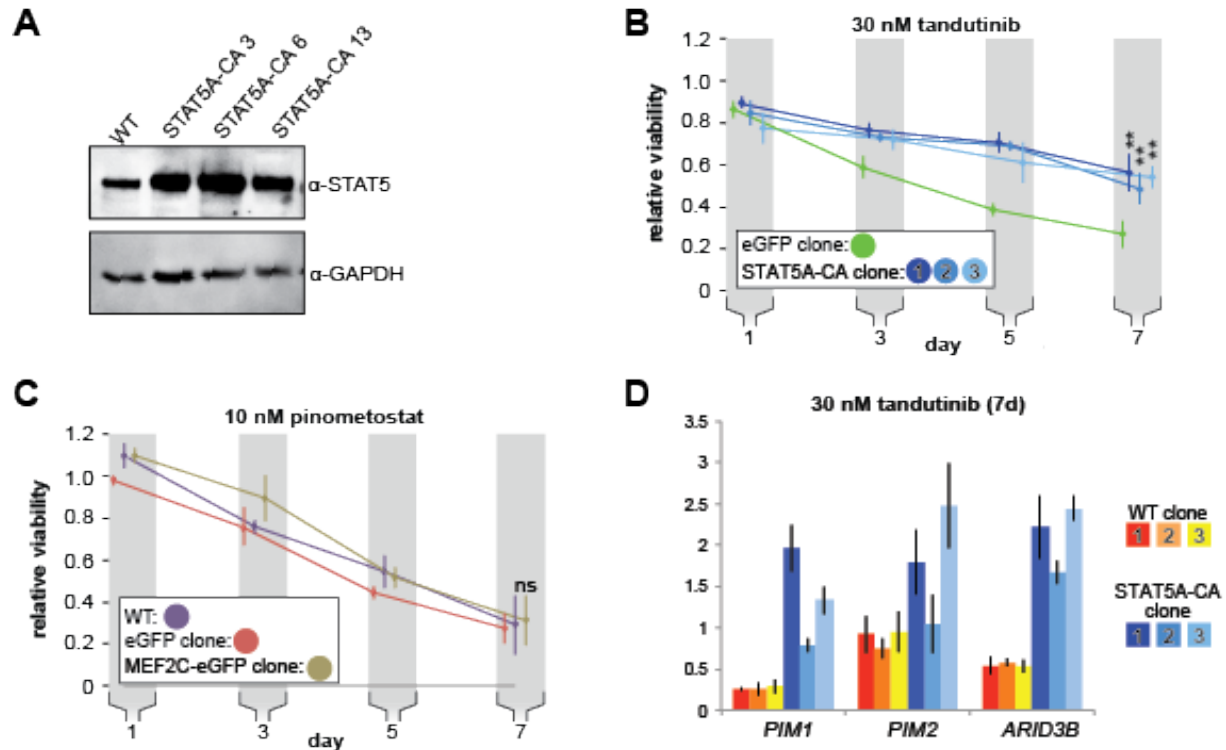 A
WT
STAT5A-CA 3
STAT5A-CA 6
STAT5A-CA 13
α-STAT5
α-GAPDH
B
30 nM tandutinib
relative viability
1.2
1.0
0.8
0.6
0.4
0.2
0
** ** **
eGFP clone:
STAT5A-CA clone: 1 2 3
1 3 5 7
day
C
10 nM pinometostat
relative viability
1.2
1.0
0.8
0.6
0.4
0.2
0
ns
WT:
eGFP clone:
MEF2C-eGFP clone:
1 3 5 7
day
D
30 nM tandutinib (7d)
3.5
3
2.5
2
1.5
1
0.5
0
PIM1 PIM2 ARID3B
WT clone
1 2 3
STAT5A-CA
clone
1 2 3